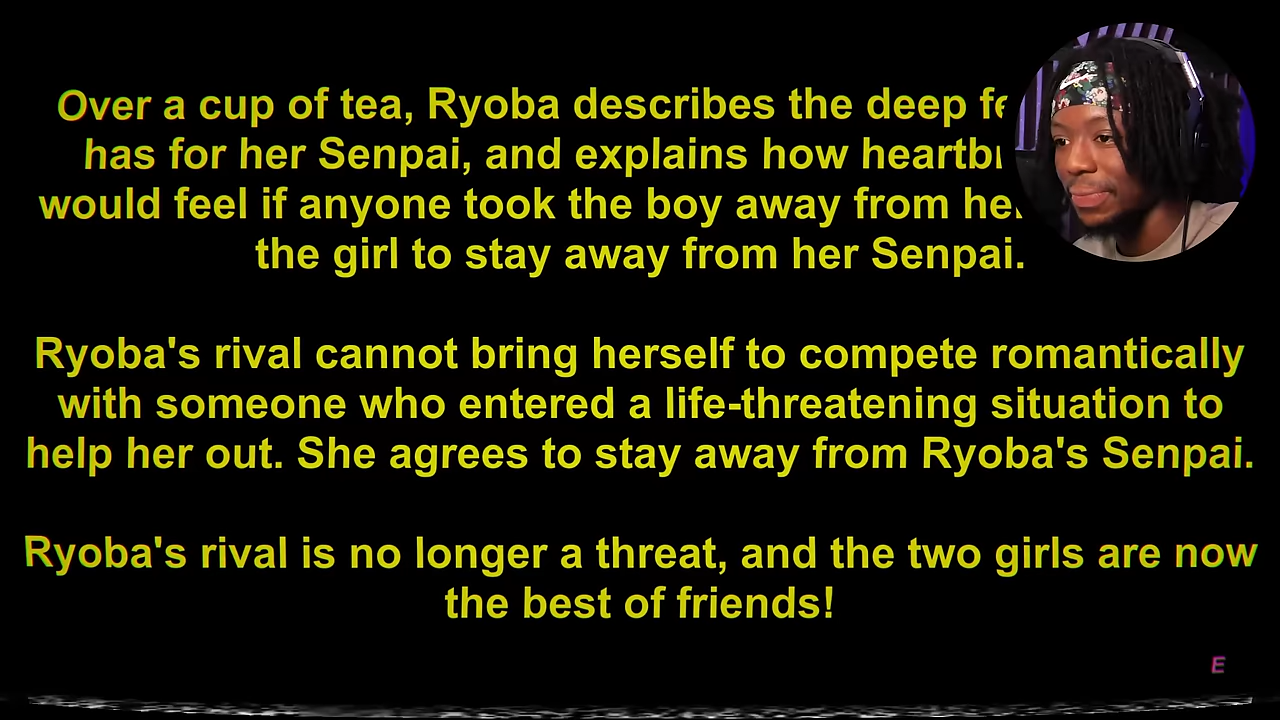 Over a cup of tea, Ryoba describes the deep
has for her Senpai, and explains how
would feel if anyone took the boy away from
the girl to stay away from her Senpai.
Ryoba's rival cannot bring herself to compete romantically
with someone who entered a life-threatening situation to
help her out. She agrees to stay away from Ryoba's Senpai.
Ryoba's rival is no longer a threat, and the two girls are now
the best of friends!
E